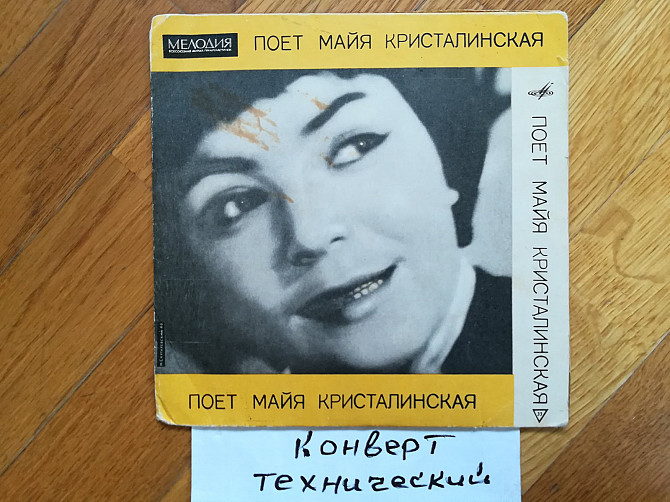 МЕЛОДИЯ
ПОЕТ МАЙЯ КРИСТАЛИНСКАЯ
ПОЕТ МАЙЯ КРИСТАЛИНСКАЯ
ПОЕТ МАЙЯ КРИСТАЛИНСКАЯ
Конверт
технический